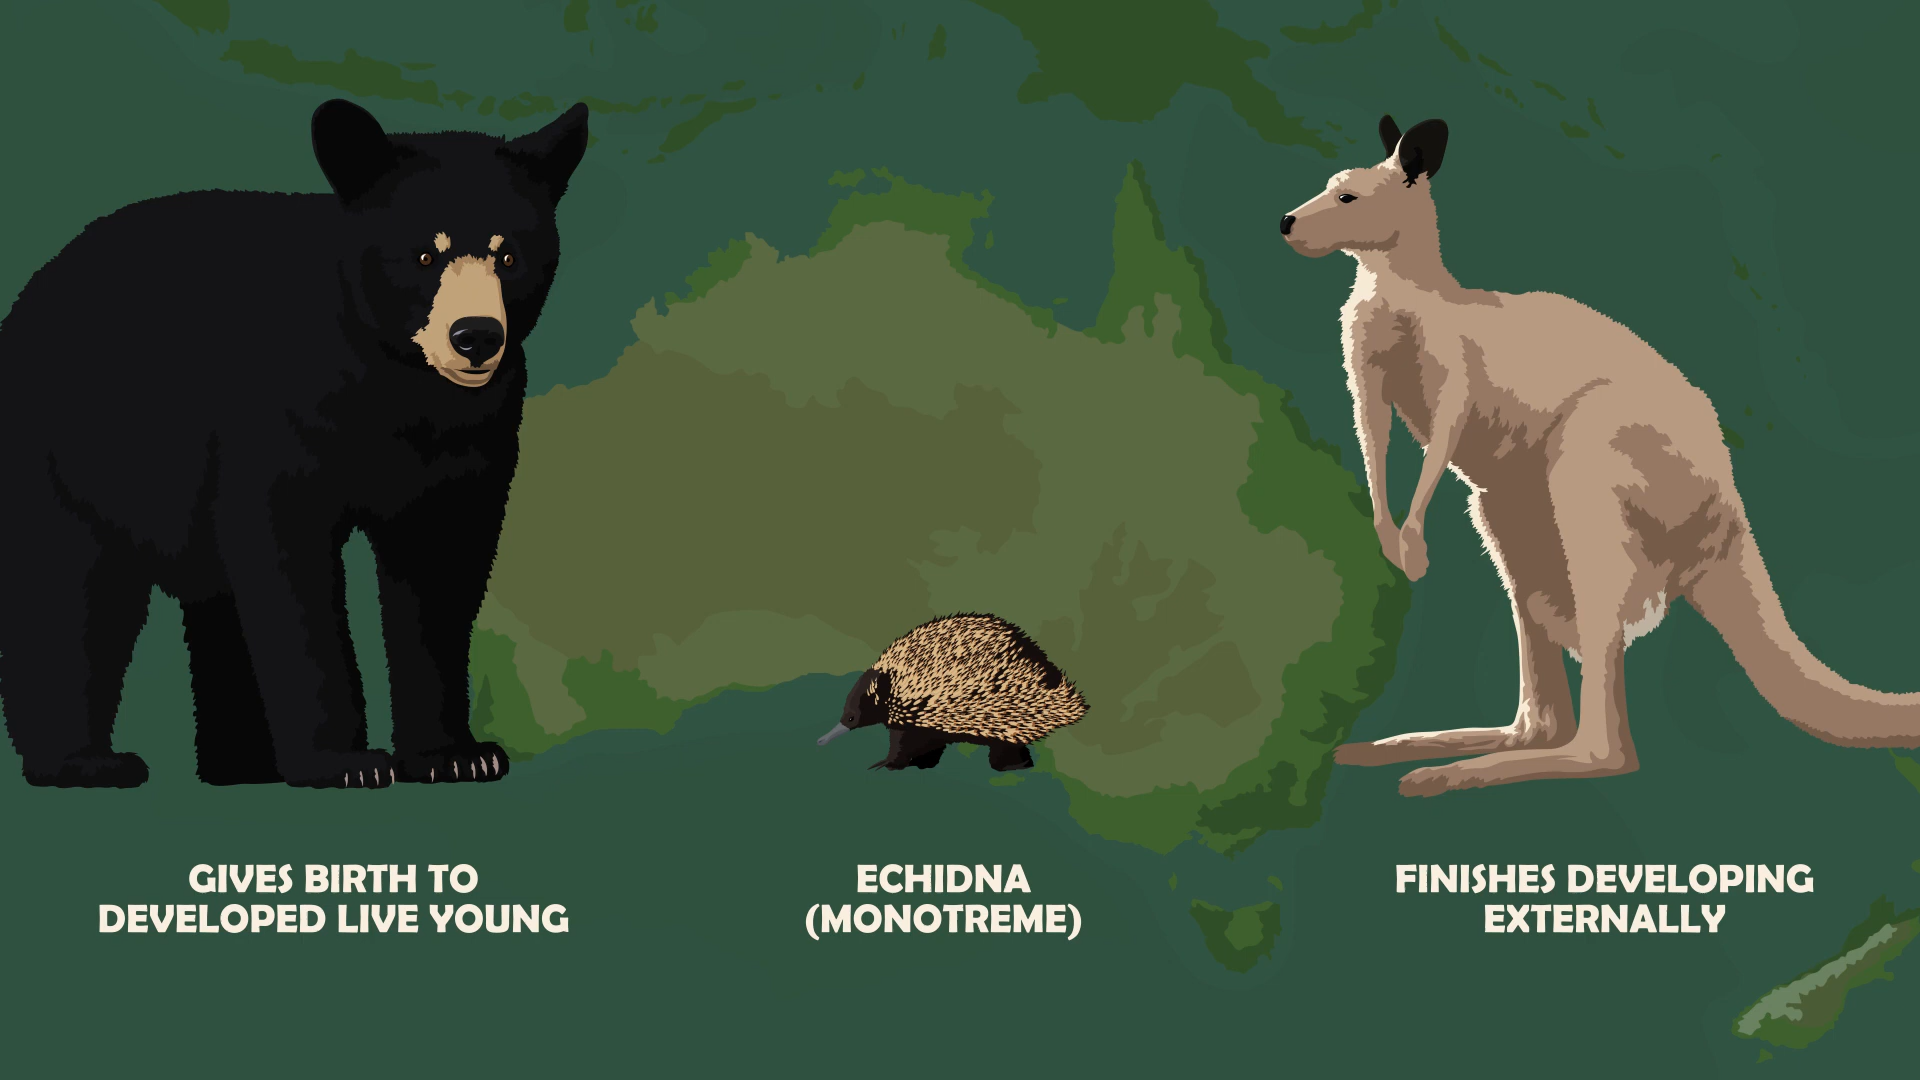 GIVES BIRTH TO
DEVELOPED LIVE YOUNG
ECHIDNA
(MONOTREME)
FINISHES DEVELOPING
EXTERNALLY